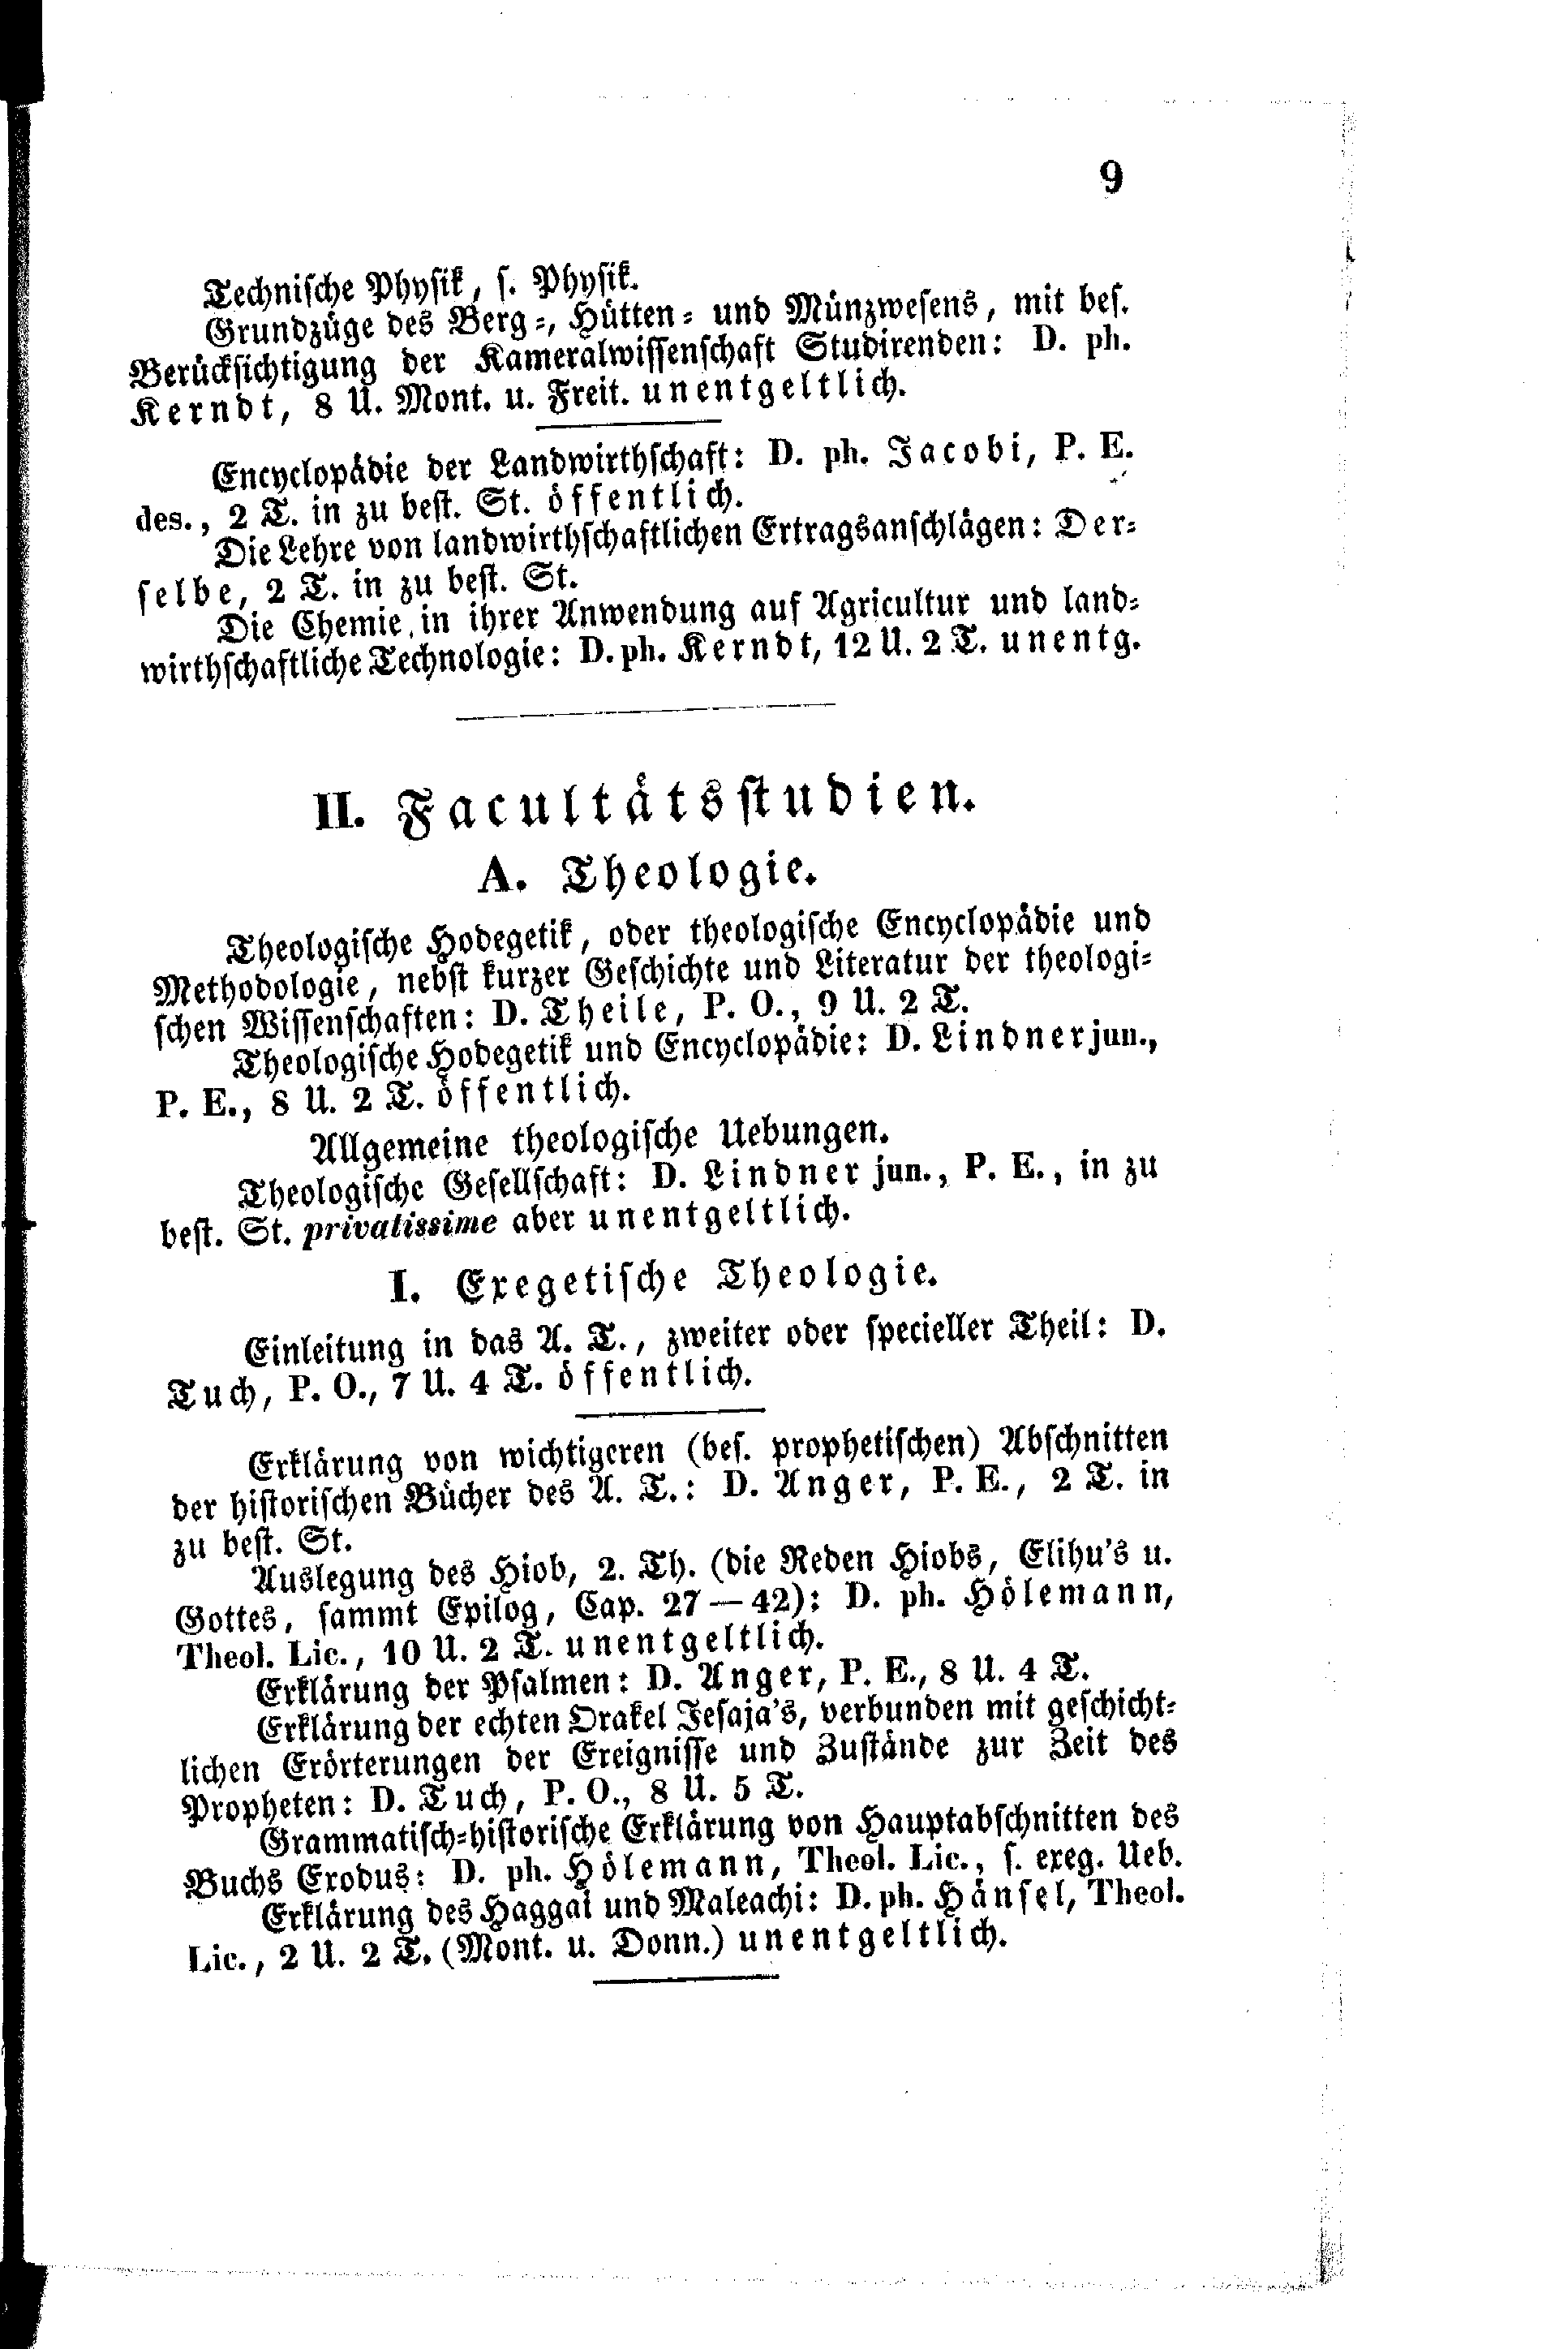 9
Technische Physik, s. Physik.
Grundzüge des Berg-, Hütten- und Münzwesens, mit bes.
Berücksichtigung der Kameralwissenschaft Studirenden: D. ph.
Kerndt, 8 U. Mont. u. Freit. unentgeltlich.
Encyclopädie der Landwirthschaft: D. ph. Jacobi, P. E.
des., 2 T. in zu best. St. öffentlich.
Die Lehre von landwirthschaftlichen Ertragsanschlägen: Der-
selbe, 2 T. in zu best. St.
Die Chemie in ihrer Anwendung auf Agricultur und land-
wirthschaftliche Technologie: D. ph. Kerndt, 12 U. 2 T. unentg.
II. Facultätsstudien.
A. Theologie.
Theologische Hodegetik, oder theologische Encyclopädie und
Methodologie, nebst kurzer Geschichte und Literatur der theologi-
schen Wissenschaften: D. Theile, P. O., 9 U. 2 T.
Theologische Hodegetik und Encyclopädie: D. Lindner jun.,
P. E., 8 U. 2 T. öffentlich.
Allgemeine theologische Uebungen.
Theologische Gesellschaft: D. Lindner jun., P. E., in zu
best. St. privatissime aber unentgeltlich.
I. Exegetische Theologie.
Einleitung in das A. T., zweiter oder specieller Theil: D.
Tuch, P. O., 7 U. 4 T. öffentlich.
Erklärung von wichtigeren (bes. prophetischen) Abschnitten
der historischen Bücher des A. T.: D. Anger, P. E., 2 T. in
zu best. St.
Auslegung des Hiob, 2. Th. (die Reden Hiobs, Elihu's u.
Gottes, sammt Epilog, Cap. 27—42): D. ph. Hölemann,
Theol. Lic., 10 U. 2 T. unentgeltlich.
Erklärung der Psalmen: D. Anger, P. E., 8 U. 4 T.
Erklärung der echten Orakel Jesaja's, verbunden mit geschicht-
lichen Erörterungen der Ereignisse und Zustände zur Zeit des
Propheten: D. Tuch, P. O., 8 U. 5 T.
Grammatisch-historische Erklärung von Hauptabschnitten des
Buchs Exodus: D. ph. Hölemann, Theol. Lic., s. exeg. Ueb.
Erklärung des Haggai und Maleachi: D. ph. Hänsel, Theol.
Lic., 2 U. 2 T. (Mont. u. Donn.) unentgeltlich.